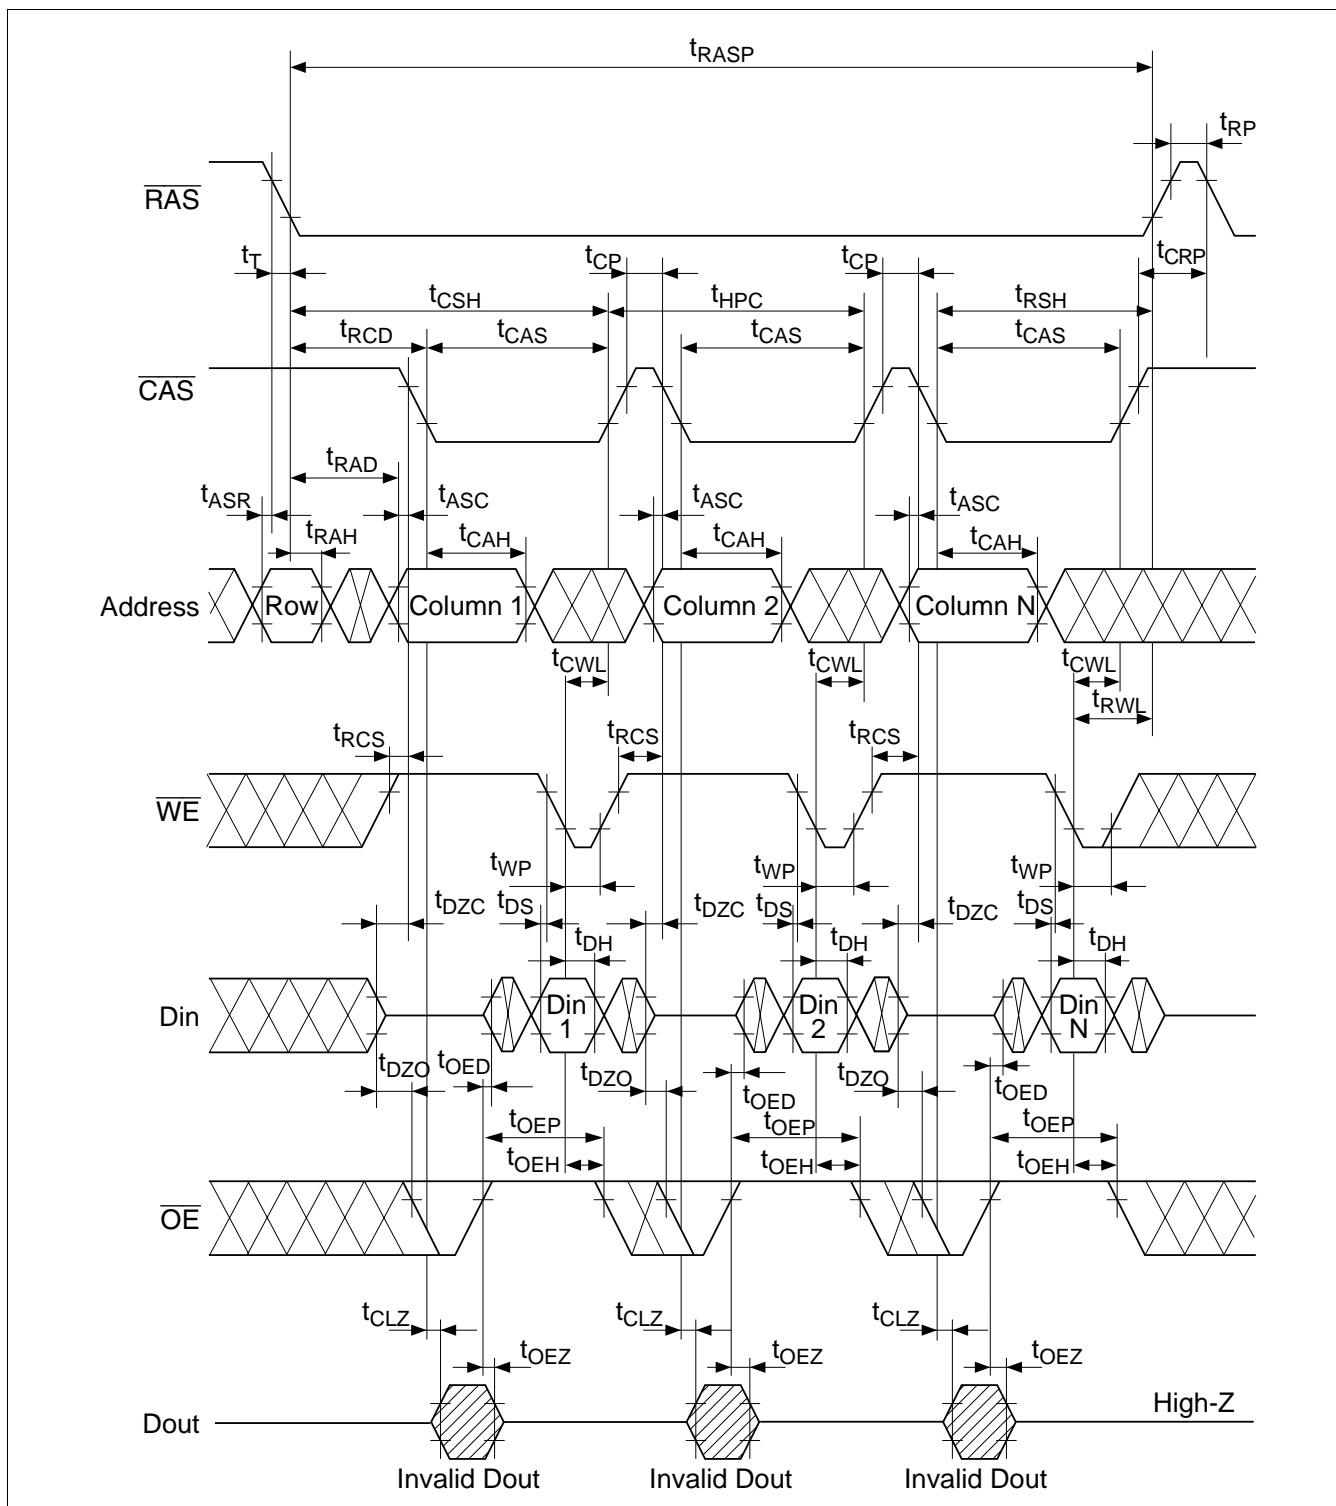 tRASP
tRP
RAS
tT tCP tCP tCRP
tCSH tHPC tRSH
tRCD tCAS tCAS tCAS
CAS
tRAD
tASR tASC tASC tASC
tRAH tCAH tCAH tCAH
Address Row Column 1 Column 2 Column N
tCWL tCWL tCWL
tRWL
tRCS tRCS tRCS
WE
tWP tWP tWP
tDZC tDS tDZC tDS tDZC tDS
tDH tDH tDH
Din Din 1 Din 2 Din N
tDZO tOED tDZO tOED tDZO tOED
tOEP tOEP tOEP
tOEH tOEH tOEH
OE
tCLZ tCLZ tCLZ
tOEZ tOEZ tOEZ
Dout High-Z
Invalid Dout Invalid Dout Invalid Dout